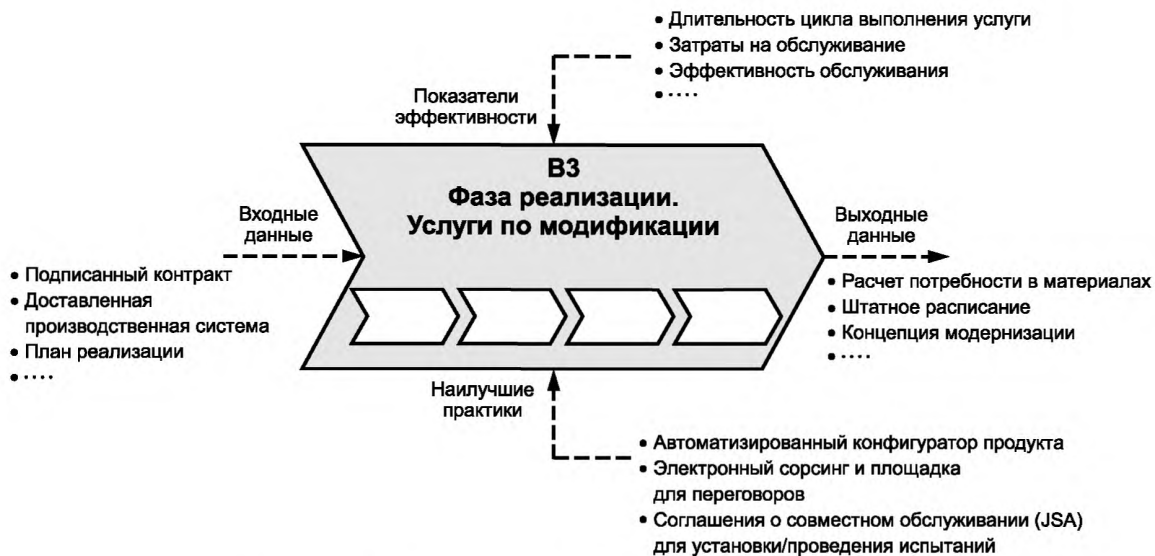 • Длительность цикла выполнения услуги
• Затраты на обслуживание
• Эффективность обслуживания
• ····
Показатели
эффективности
В3
Фаза реализации.
Услуги по модификации
Входные
данные
• Подписанный контракт
• Доставленная
производственная система
• План реализации
• ····
Выходные
данные
• Расчет потребности в материалах
• Штатное расписание
• Концепция модернизации
• ····
Наилучшие
практики
• Автоматизированный конфигуратор продукта
• Электронный сорсинг и площадка
для переговоров
• Соглашения о совместном обслуживании (JSA)
для установки/проведения испытаний